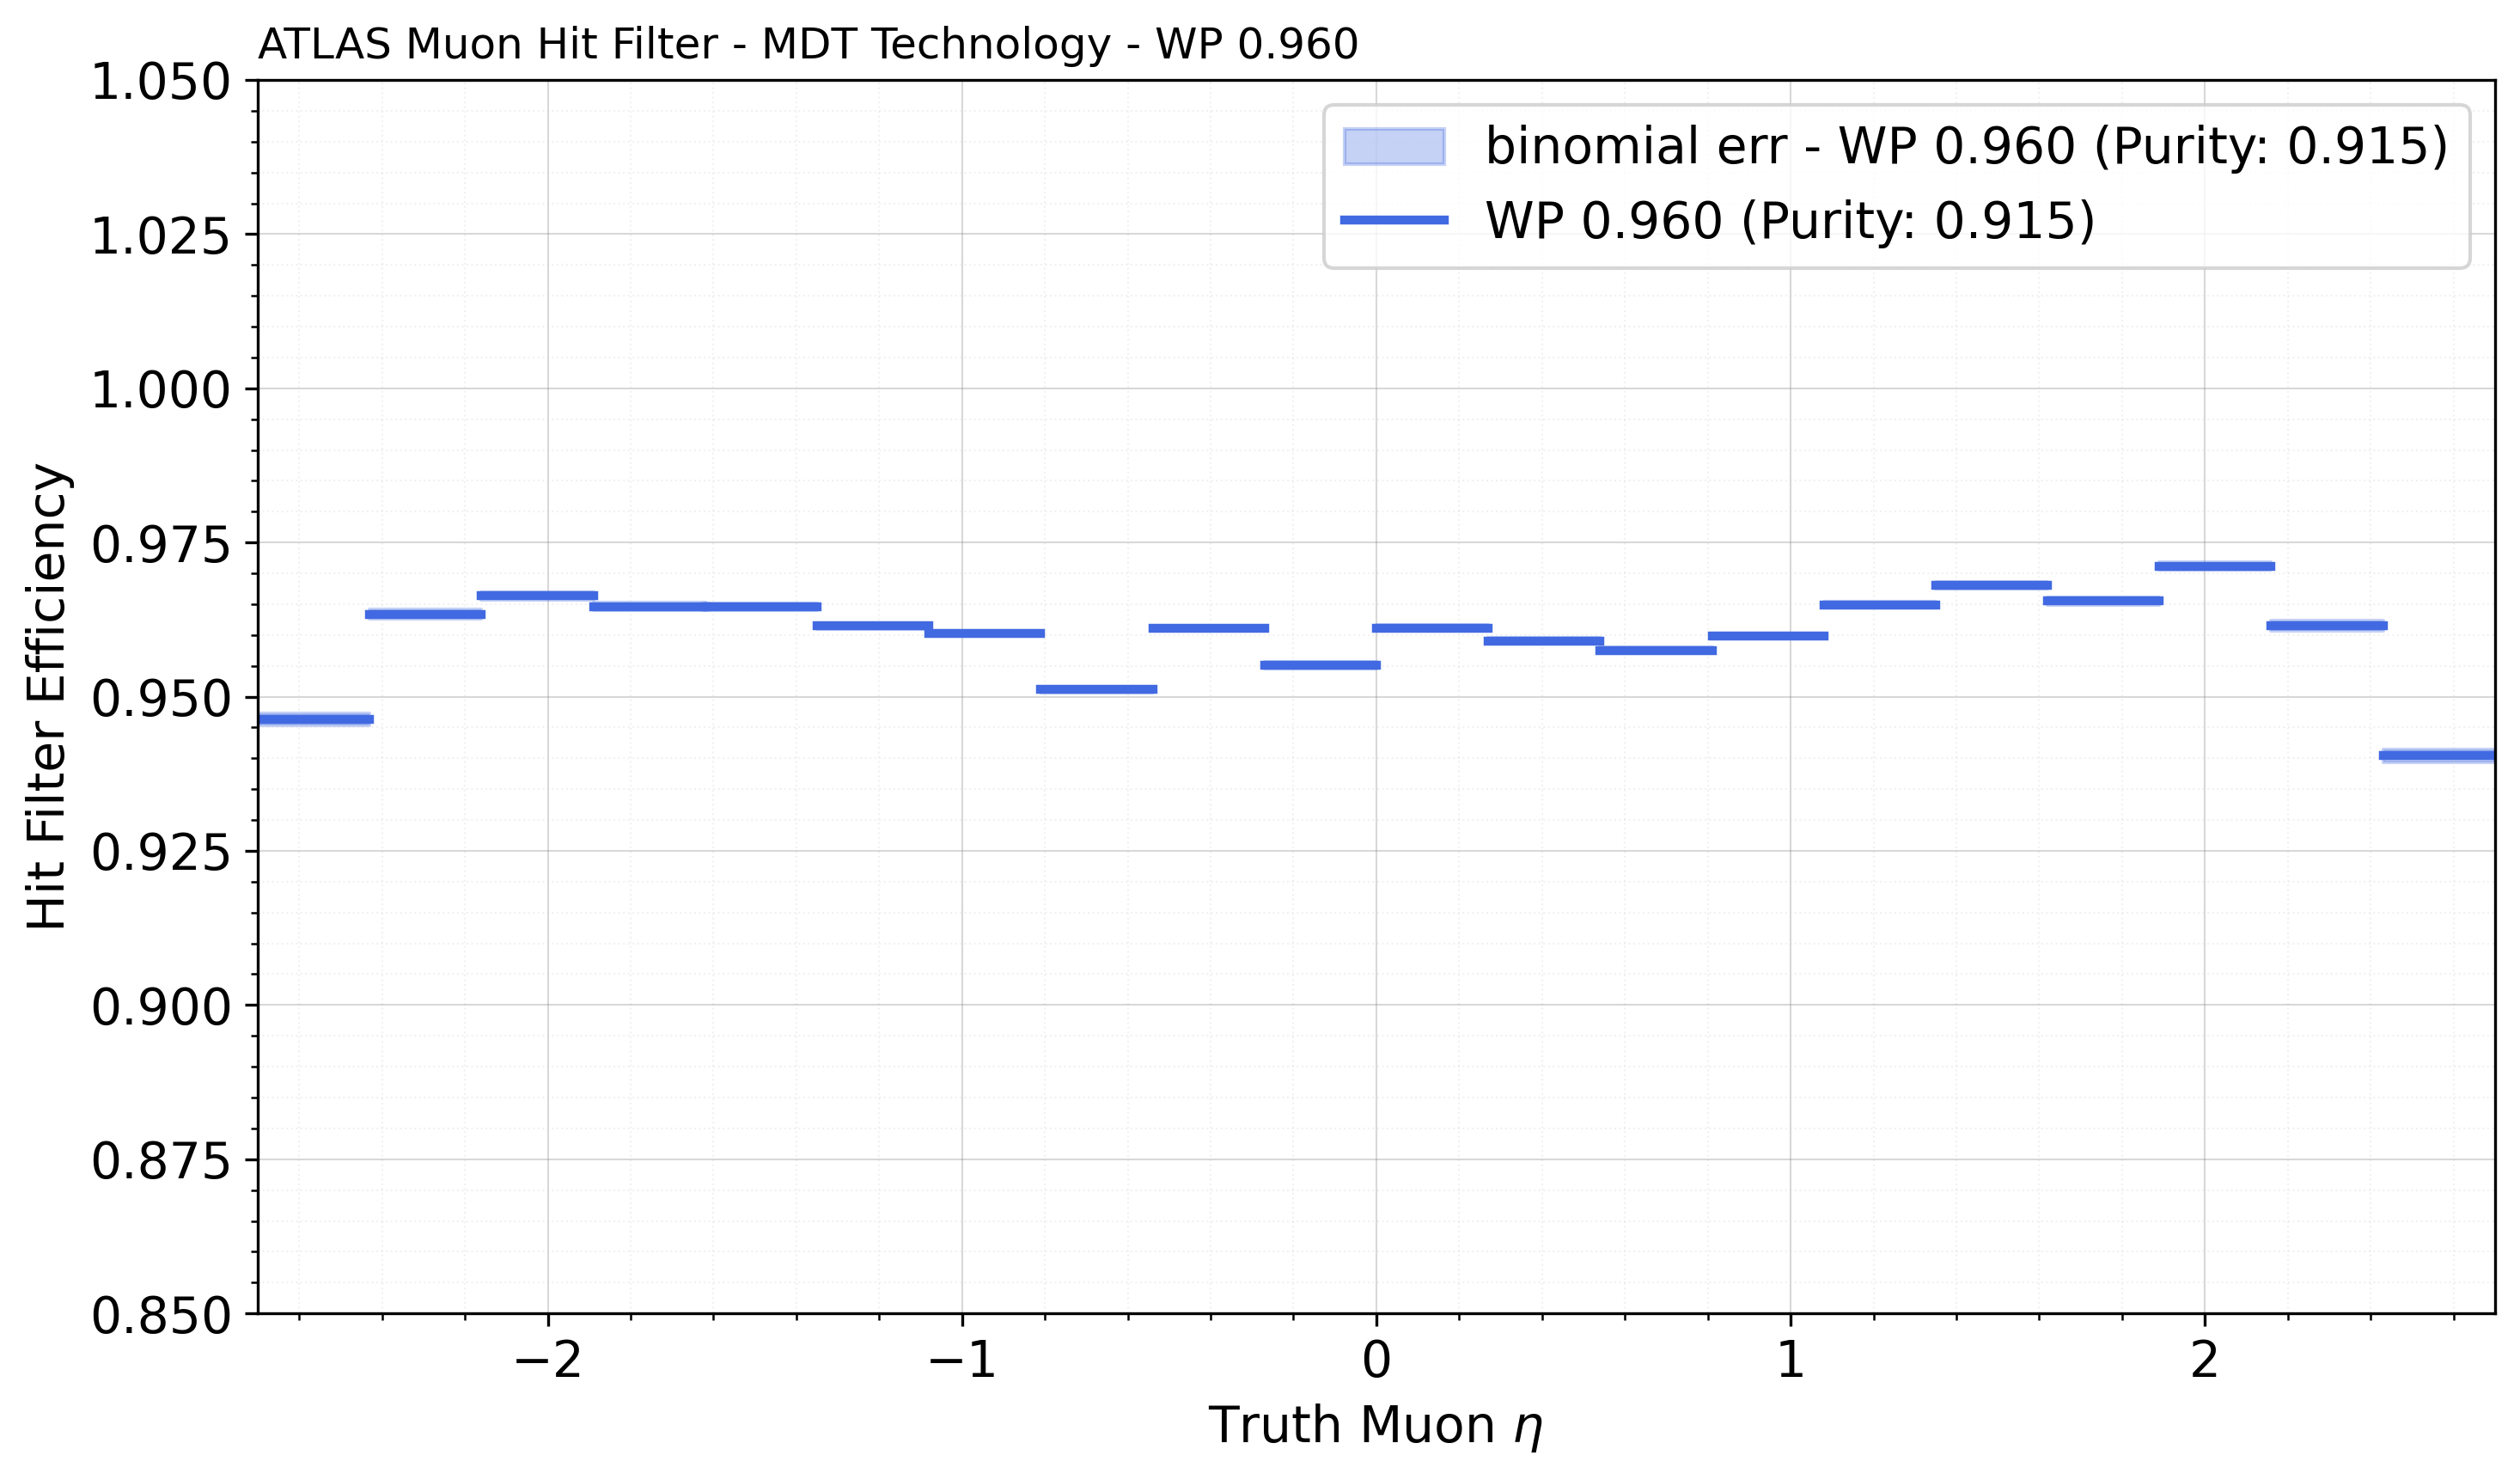 ATLAS Muon Hit Filter - MDT Technology - WP 0.960
1.050
1.025
1.000
0.975
0.950
0.925
0.900
0.875
0.850
Hit Filter Efficiency
binomial err - WP 0.960 (Purity: 0.915)
WP 0.960 (Purity: 0.915)
−2 −1 0 1 2
Truth Muon η